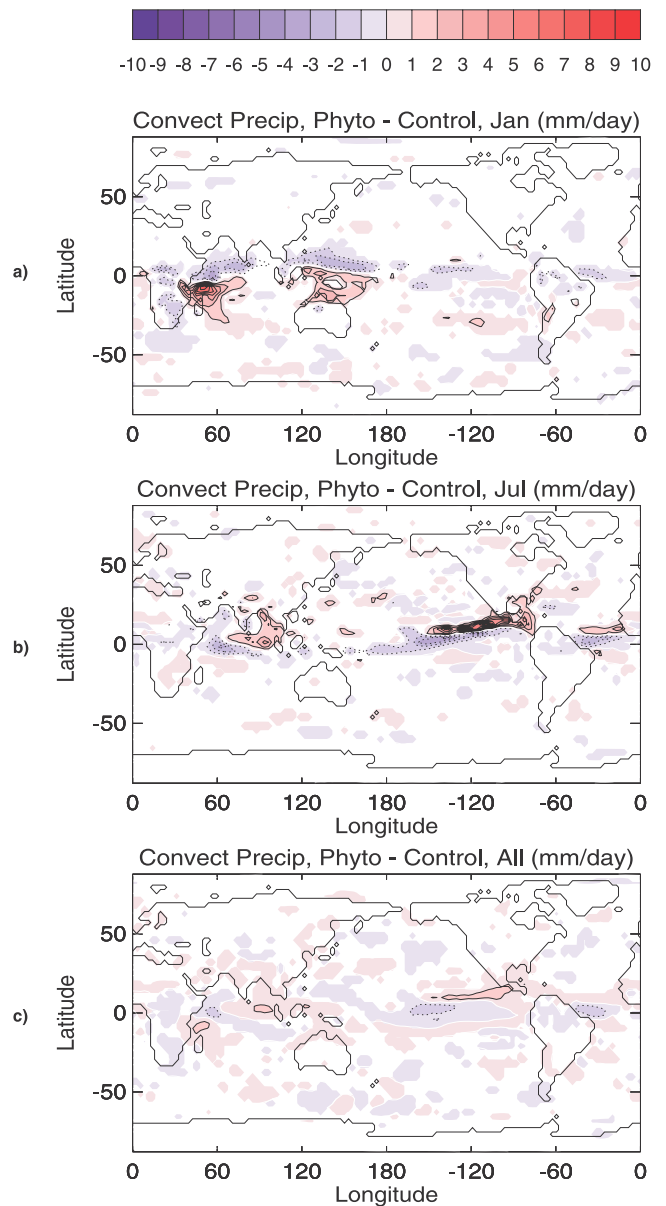 -10 -9 -8 -7 -6 -5 -4 -3 -2 -1 0 1 2 3 4 5 6 7 8 9 10
Convect Precip, Phyto - Control, Jan (mm/day)
50
0
-50
Latitude
a)
0 60 120 180 -120 -60 0
Longitude
Convect Precip, Phyto - Control, Jul (mm/day)
50
0
-50
Latitude
b)
0 60 120 180 -120 -60 0
Longitude
Convect Precip, Phyto - Control, All (mm/day)
50
0
-50
Latitude
c)
0 60 120 180 -120 -60 0
Longitude